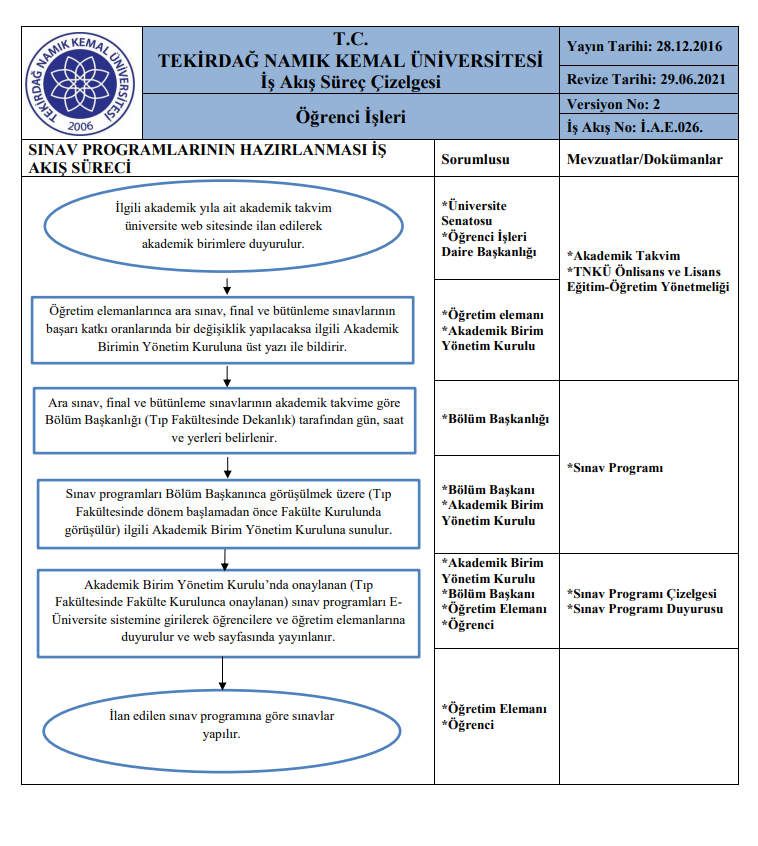 TEKİRDAĞ NAMIK KEMAL ÜNİVERSİTESİ
2006
T.C.
TEKİRDAĞ NAMIK KEMAL ÜNİVERSİTESİ
İş Akış Süreç Çizelgesi
Öğrenci İşleri
Yayın Tarihi: 28.12.2016
Revize Tarihi: 29.06.2021
Versiyon No: 2
İş Akış No: İ.A.E.026.
SINAV PROGRAMLARININ HAZIRLANMASI İŞ
AKIŞ SÜRECİ
Sorumlusu
Mevzuatlar/Dokümanlar
İlgili akademik yıla ait akademik takvim
üniversite web sitesinde ilan edilerek
akademik birimlere duyurulur.
*Üniversite
Senatosu
*Öğrenci İşleri
Daire Başkanlığı
*Akademik Takvim
*TNKÜ Önlisans ve Lisans
Eğitim-Öğretim Yönetmeliği
Öğretim elemanlarınca ara sınav, final ve bütünleme sınavlarının
başarı katkı oranlarında bir değişiklik yapılacaksa ilgili Akademik
Birimin Yönetim Kuruluna üst yazı ile bildirir.
*Öğretim elemanı
*Akademik Birim
Yönetim Kurulu
Ara sınav, final ve bütünleme sınavlarının akademik takvime göre
Bölüm Başkanlığı (Tıp Fakültesinde Dekanlık) tarafından gün, saat
ve yerleri belirlenir.
*Bölüm Başkanlığı
*Sınav Programı
Sınav programları Bölüm Başkanınca görüşülmek üzere (Tıp
Fakültesinde dönem başlamadan önce Fakülte Kurulunda
görüşülür) ilgili Akademik Birim Yönetim Kuruluna sunulur.
*Bölüm Başkanı
*Akademik Birim
Yönetim Kurulu
Akademik Birim Yönetim Kurulu’nda onaylanan (Tıp
Fakültesinde Fakülte Kurulunca onaylanan) sınav programları E-
Üniversite sistemine girilerek öğrencilere ve öğretim elemanlarına
duyurulur ve web sayfasında yayınlanır.
*Akademik Birim
Yönetim Kurulu
*Bölüm Başkanı
*Öğretim Elemanı
*Öğrenci
*Sınav Programı Çizelgesi
*Sınav Programı Duyurusu
İlan edilen sınav programına göre sınavlar
yapılır.
*Öğretim Elemanı
*Öğrenci